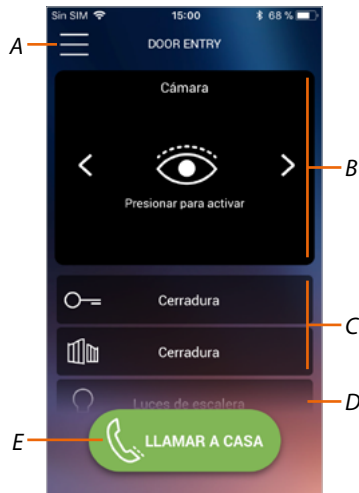 Sin SIM 15:00 68 %
A DOOR ENTRY
Cámara
B
Presionar para activar
Cerradura
C
Cerradura
Luces de escalera D
E LLAMAR A CASA